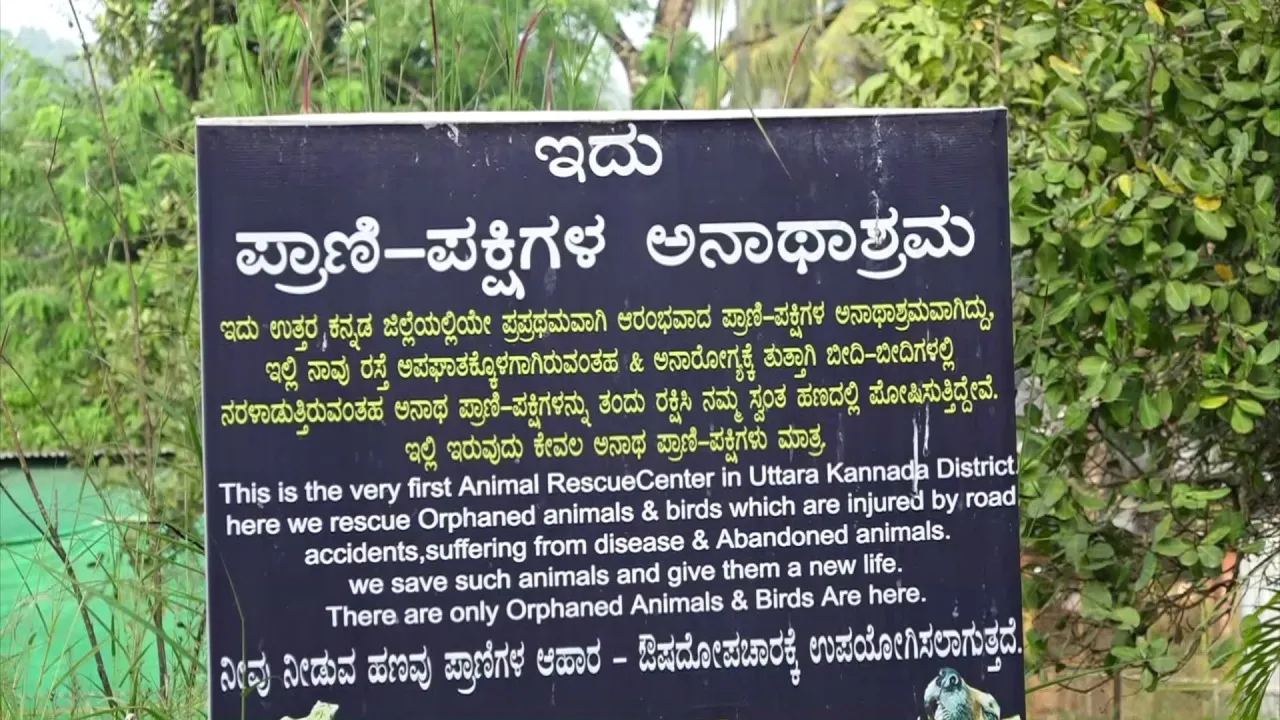 ಇದು
ಪ್ರಾಣಿ-ಪಕ್ಷಿಗಳ ಅನಾಥಾಶ್ರಮ
ಇದು ಉತ್ತರ ಕನ್ನಡ ಜಿಲ್ಲೆಯಲ್ಲಿಯೇ ಪ್ರಪ್ರಥಮವಾಗಿ ಆರಂಭವಾದ ಪ್ರಾಣಿ-ಪಕ್ಷಿಗಳ ಅನಾಥಾಶ್ರಮವಾಗಿದ್ದು,
ಇಲ್ಲಿ ನಾವು ರಸ್ತೆ ಅಪಘಾತಕ್ಕೊಳಗಾಗಿರುವಂತಹ & ಅನಾರೋಗ್ಯಕ್ಕೆ ತುತ್ತಾಗಿ ಬೀದಿ-ಬೀದಿಗಳಲ್ಲಿ
ನರಳಾಡುತ್ತಿರುವಂತಹ ಅನಾಥ ಪ್ರಾಣಿ-ಪಕ್ಷಿಗಳನ್ನು ತಂದು ರಕ್ಷಿಸಿ ನಮ್ಮ ಸ್ವಂತ ಹಣದಲ್ಲಿ ಪೋಷಿಸುತ್ತಿದ್ದೇವೆ.
ಇಲ್ಲಿ ಇರುವುದು ಕೇವಲ ಅನಾಥ ಪ್ರಾಣಿ-ಪಕ್ಷಿಗಳು ಮಾತ್ರ.
This is the very first Animal RescueCenter in Uttara Kannada District.
here we rescue Orphaned animals & birds which are injured by road
accidents,suffering from disease & Abandoned animals.
we save such animals and give them a new life.
There are only Orphaned Animals & Birds Are here.
ನೀವು ನೀಡುವ ಹಣವು ಪ್ರಾಣಿಗಳ ಆಹಾರ - ಔಷದೋಪಚಾರಕ್ಕೆ ಉಪಯೋಗಿಸಲಾಗುತ್ತದೆ.